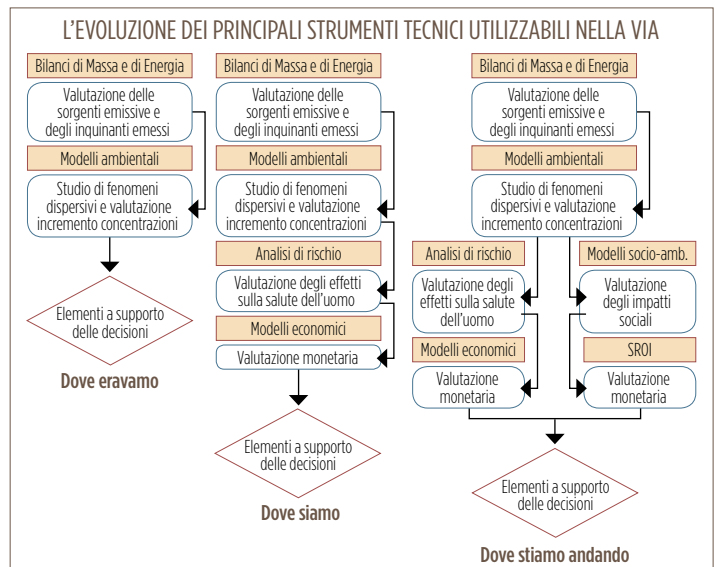 L'EVOLUZIONE DEI PRINCIPALI STRUMENTI TECNICI UTILIZZABILI NELLA VIA
Bilanci di Massa e di Energia
Valutazione delle
sorgenti emissive e
degli inquinanti emessi
Modelli ambientali
Studio di fenomeni
dispersivi e valutazione
incremento concentrazioni
Elementi a supporto
delle decisioni
Dove eravamo
Bilanci di Massa e di Energia
Valutazione delle
sorgenti emissive e
degli inquinanti emessi
Modelli ambientali
Studio di fenomeni
dispersivi e valutazione
incremento concentrazioni
Analisi di rischio
Valutazione degli effetti
sulla salute dell'uomo
Modelli economici
Valutazione monetaria
Elementi a supporto
delle decisioni
Dove siamo
Bilanci di Massa e di Energia
Valutazione delle
sorgenti emissive e
degli inquinanti emessi
Modelli ambientali
Studio di fenomeni
dispersivi e valutazione
incremento concentrazioni
Analisi di rischio
Valutazione degli
effetti sulla salute
dell'uomo
Modelli economici
Valutazione
monetaria
Modelli socio-amb.
Valutazione
degli impatti
sociali
SROI
Valutazione
monetaria
Elementi a supporto
delle decisioni
Dove stiamo andando